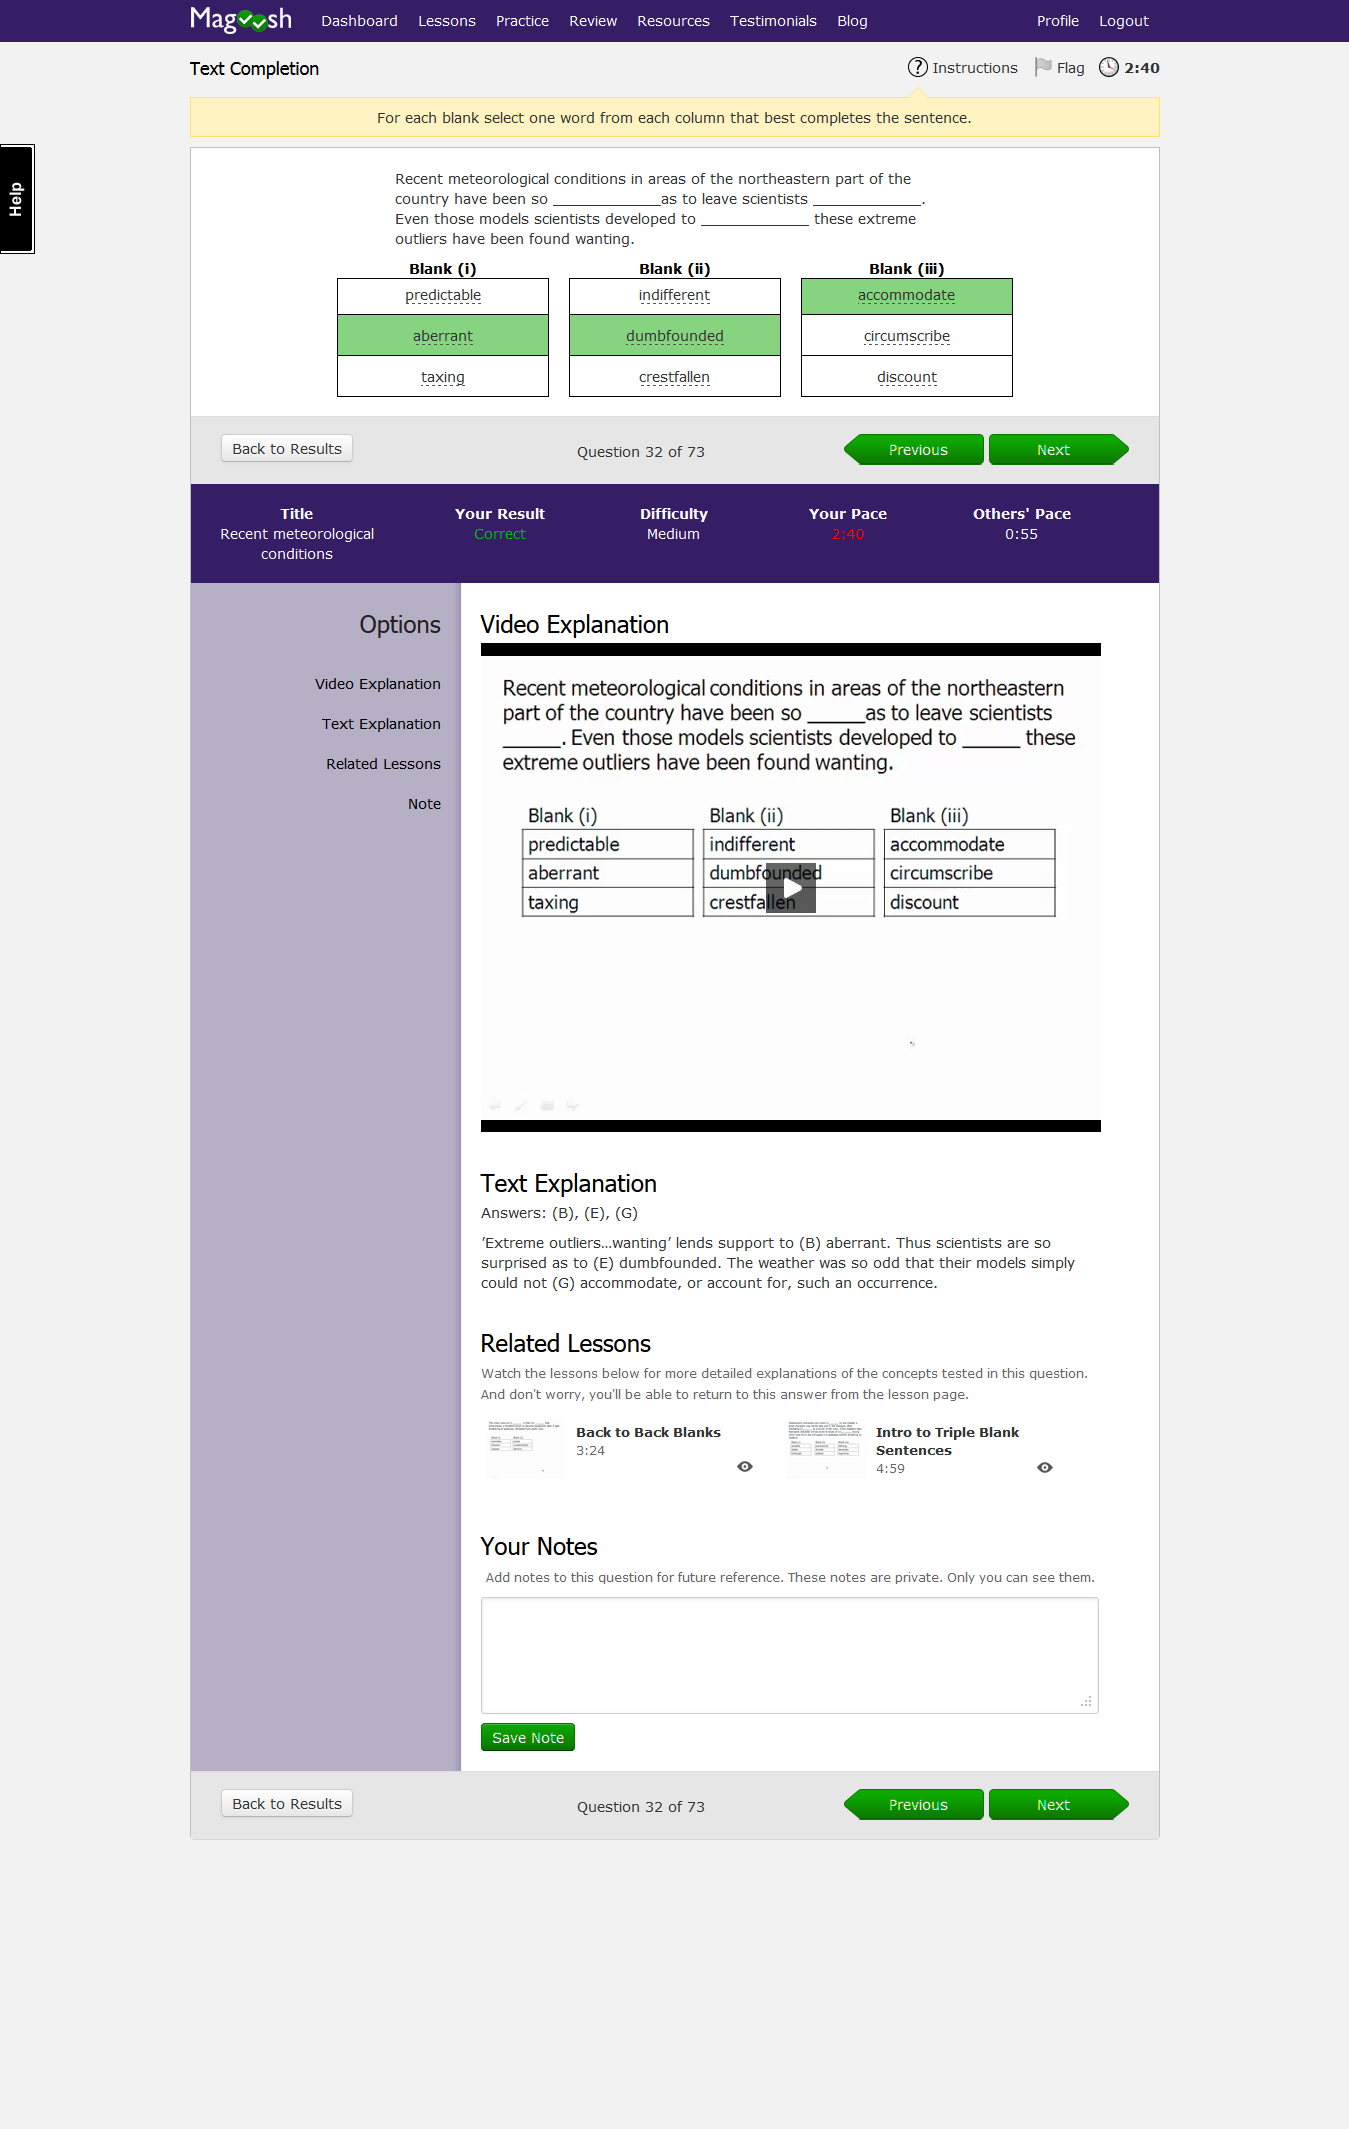 Magoosh Dashboard Lessons Practice Review Resources Testimonials Blog Profile Logout
Text Completion ? Instructions Flag 2:40
For each blank select one word from each column that best completes the sentence.
Help
Recent meteorological conditions in areas of the northeastern part of the
country have been so _____________as to leave scientists _____________.
Even those models scientists developed to _____________ these extreme
outliers have been found wanting.
Blank (i) Blank (ii) Blank (iii)
predictable indifferent accommodate
aberrant dumbfounded circumscribe
taxing crestfallen discount
Back to Results Question 32 of 73 Previous Next
Title Your Result Difficulty Your Pace Others' Pace
Recent meteorological Correct Medium 2:40 0:55
conditions
Options
Video Explanation
Text Explanation
Related Lessons
Note
Video Explanation
Recent meteorological conditions in areas of the northeastern
part of the country have been so ______as to leave scientists
______. Even those models scientists developed to ______ these
extreme outliers have been found wanting.
Blank (i) Blank (ii) Blank (iii)
predictable indifferent accommodate
aberrant dumbfounded circumscribe
taxing crestfallen discount
Text Explanation
Answers: (B), (E), (G)
’Extreme outliers…wanting’ lends support to (B) aberrant. Thus scientists are so
surprised as to (E) dumbfounded. The weather was so odd that their models simply
could not (G) accommodate, or account for, such an occurrence.
Related Lessons
Watch the lessons below for more detailed explanations of the concepts tested in this question.
And don't worry, you'll be able to return to this answer from the lesson page.
Back to Back Blanks
3:24
Intro to Triple Blank
Sentences
4:59
Your Notes
Add notes to this question for future reference. These notes are private. Only you can see them.
Save Note
Back to Results Question 32 of 73 Previous Next